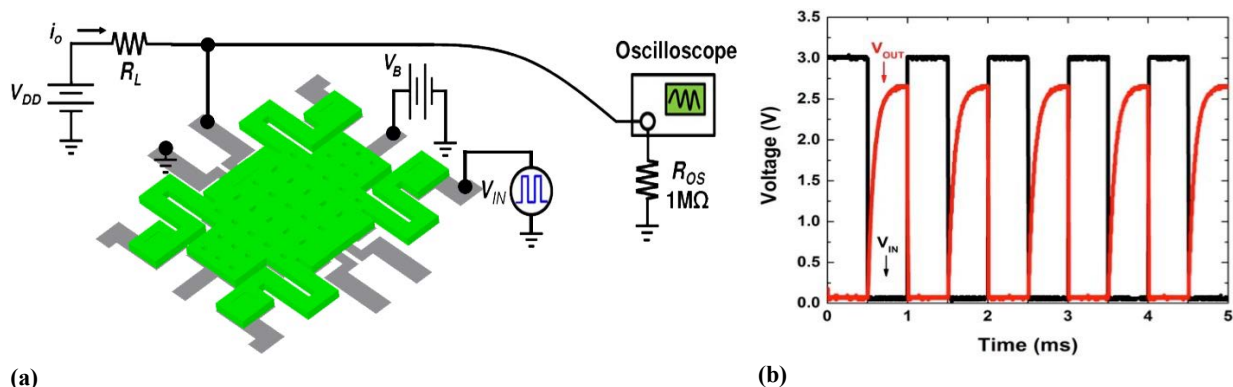 i_o
R_L
V_DD
V_B
V_IN
Oscilloscope
R_OS
1MΩ
(a)
3.5
3.0
2.5
2.0
1.5
1.0
0.5
0.0
Voltage (V)
V_OUT
V_IN
0 1 2 3 4 5
Time (ms)
(b)